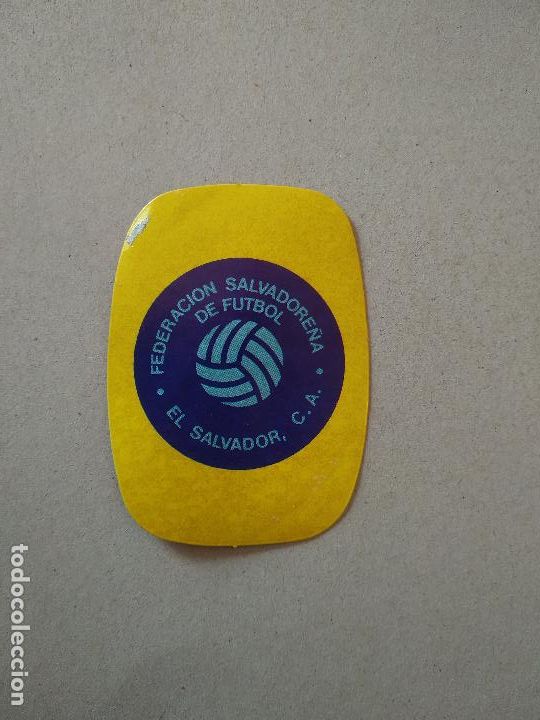 FEDERACION SALVADOREÑA
DE FUTBOL
• EL SALVADOR, C.A. •
todocoleccion